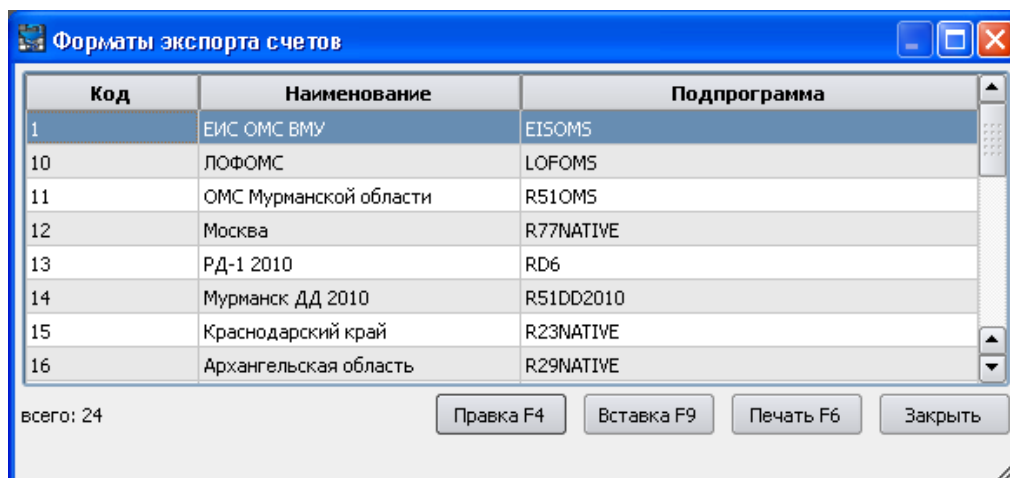 Форматы экспорта счетов
Код Наименование Подпрограмма
1 ЕИС ОМС ВМУ EISOMS
10 ЛОФОМС LOFOMS
11 ОМС Мурманской области R51OMS
12 Москва R77NATIVE
13 РД-1 2010 RD6
14 Мурманск ДД 2010 R51DD2010
15 Краснодарский край R23NATIVE
16 Архангельская область R29NATIVE
всего: 24 Правка F4 Вставка F9 Печать F6 Закрыть